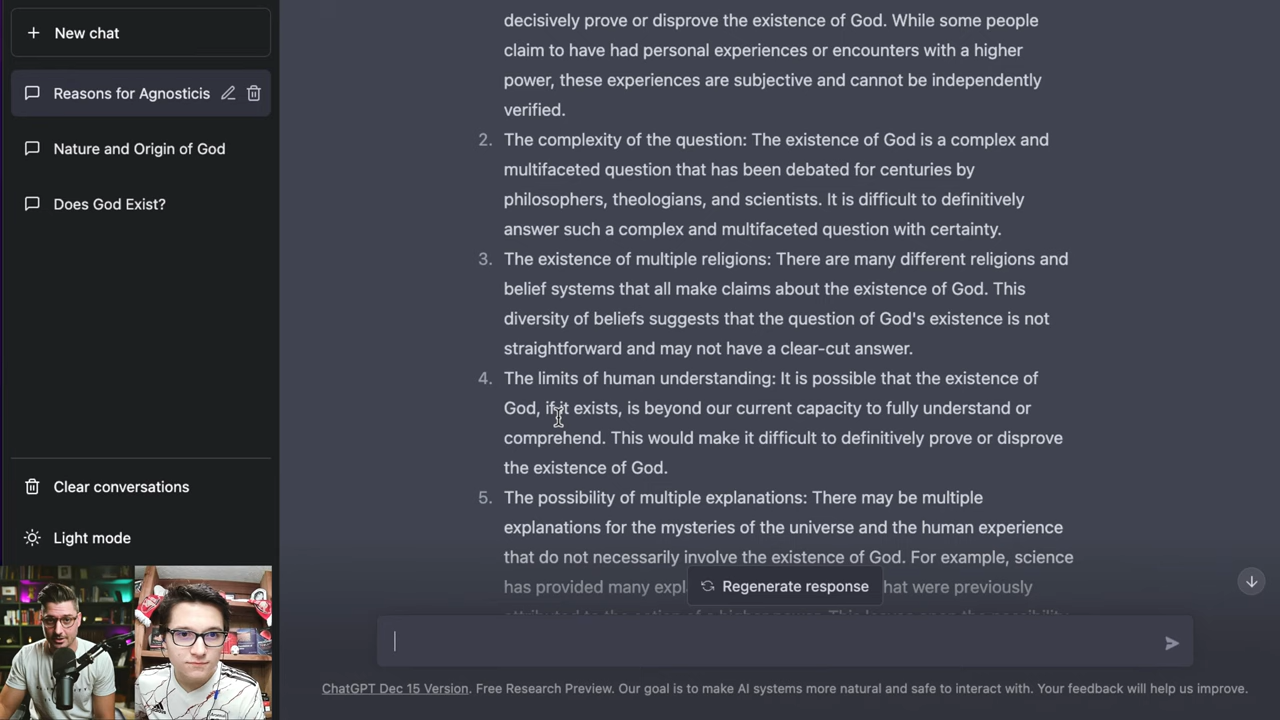 New chat
Reasons for Agnosticis
Nature and Origin of God
Does God Exist?
Clear conversations
Light mode
decisively prove or disprove the existence of God. While some people
claim to have had personal experiences or encounters with a higher
power, these experiences are subjective and cannot be independently
verified.
2. The complexity of the question: The existence of God is a complex and
multifaceted question that has been debated for centuries by
philosophers, theologians, and scientists. It is difficult to definitively
answer such a complex and multifaceted question with certainty.
3. The existence of multiple religions: There are many different religions and
belief systems that all make claims about the existence of God. This
diversity of beliefs suggests that the question of God's existence is not
straightforward and may not have a clear-cut answer.
4. The limits of human understanding: It is possible that the existence of
God, if it exists, is beyond our current capacity to fully understand or
comprehend. This would make it difficult to definitively prove or disprove
the existence of God.
5. The possibility of multiple explanations: There may be multiple
explanations for the mysteries of the universe and the human experience
that do not necessarily involve the existence of God. For example, science
has provided many expl hat were previously
Regenerate response
ChatGPT Dec 15 Version. Free Research Preview. Our goal is to make AI systems more natural and safe to interact with. Your feedback will help us improve.